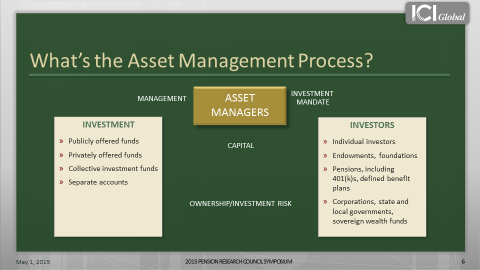 ICI Global
What's the Asset Management Process?
MANAGEMENT
ASSET
MANAGERS
INVESTMENT
MANDATE
INVESTMENT
» Publicly offered funds
» Privately offered funds
» Collective investment funds
» Separate accounts
CAPITAL
OWNERSHIP/INVESTMENT RISK
INVESTORS
» Individual investors
» Endowments, foundations
» Pensions, including
401(k)s, defined benefit
plans
» Corporations, state and
local governments,
sovereign wealth funds
May 1, 2015
2015 PENSION RESEARCH COUNCIL SYMPOSIUM
6